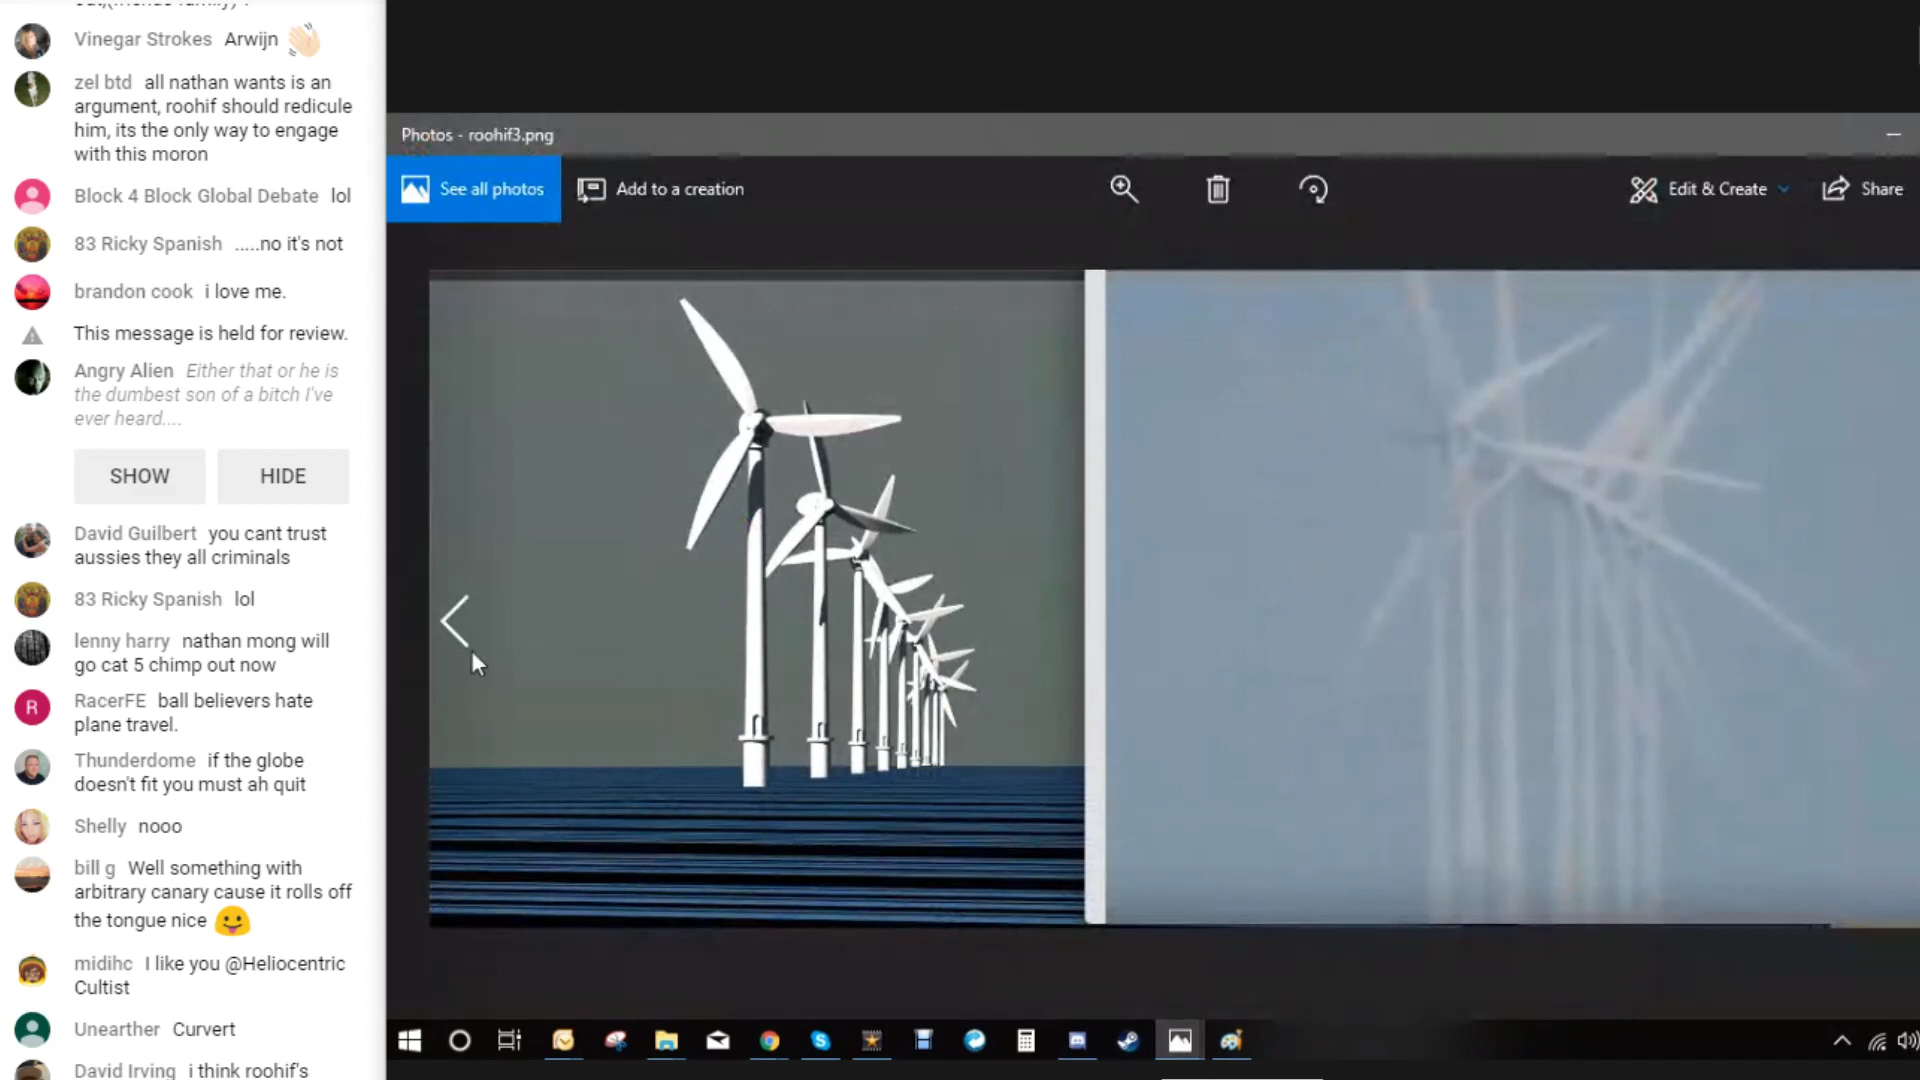 Vinegar Strokes Arwijn
zel btd all nathan wants is an
argument, roohif should redicule
him, its the only way to engage
with this moron
Block 4 Block Global Debate lol
83 Ricky Spanish .....no it's not
brandon cook i love me.
This message is held for review.
Angry Alien Either that or he is
the dumbest son of a bitch I've
ever heard....
SHOW HIDE
David Guilbert you cant trust
aussies they all criminals
83 Ricky Spanish lol
lenny harry nathan mong will
go cat 5 chimp out now
R RacerFE ball believers hate
plane travel.
Thunderdome if the globe
doesn't fit you must ah quit
Shelly nooo
bill g Well something with
arbitrary canary cause it rolls off
the tongue nice
midihc I like you @Heliocentric
Cultist
Unearther Curvert
David Irving i think roohif's
Photos - roohif3.png
See all photos Add to a creation Edit & Create Share